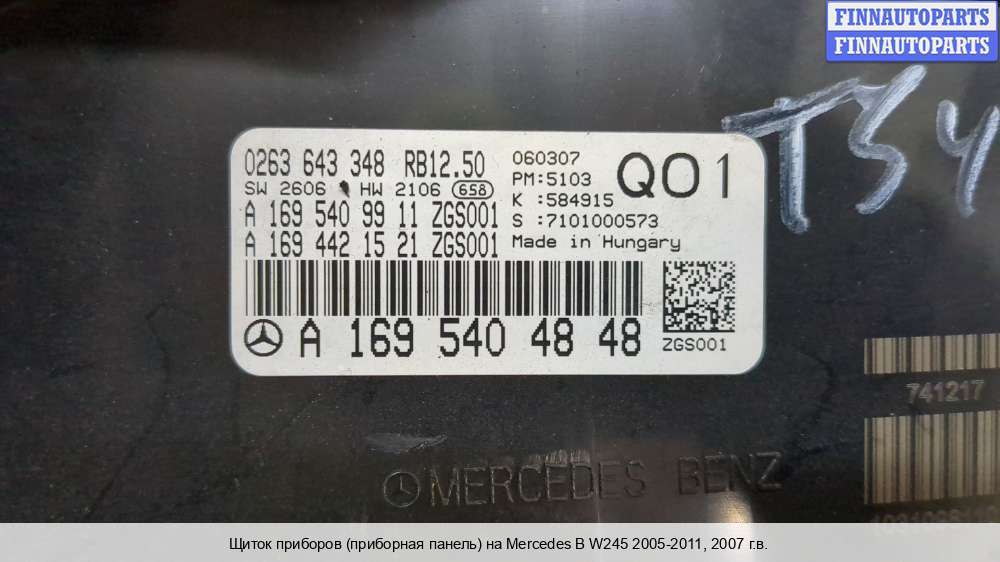 FINNAUTOPARTS
FINNAUTOPARTS
TS4
0263 643 348 RB12.50
SW 2606 HW 2106 658
A 169 540 99 11 ZGS001
A 169 442 15 21 ZGS001
060307
PM:5103
K :584915
S :7101000573
Made in Hungary
Q01
A 169 540 48 48
ZGS001
741217
MERCEDES BENZ
Щиток приборов (приборная панель) на Mercedes B W245 2005-2011, 2007 г.в.